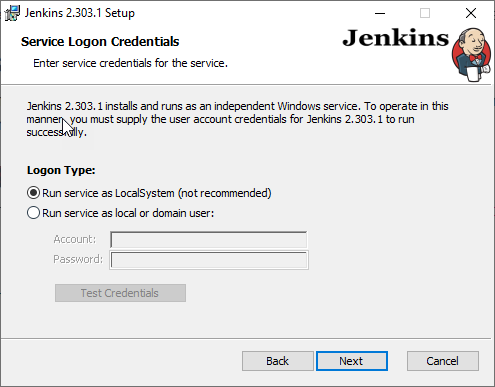 Jenkins 2.303.1 Setup
Service Logon Credentials
Enter service credentials for the service.
Jenkins
Jenkins 2.303.1 installs and runs as an independent Windows service. To operate in this
manner, you must supply the user account credentials for Jenkins 2.303.1 to run
successfully.
Logon Type:
Run service as LocalSystem (not recommended)
Run service as local or domain user:
Account:
Password:
Test Credentials
Back
Next
Cancel